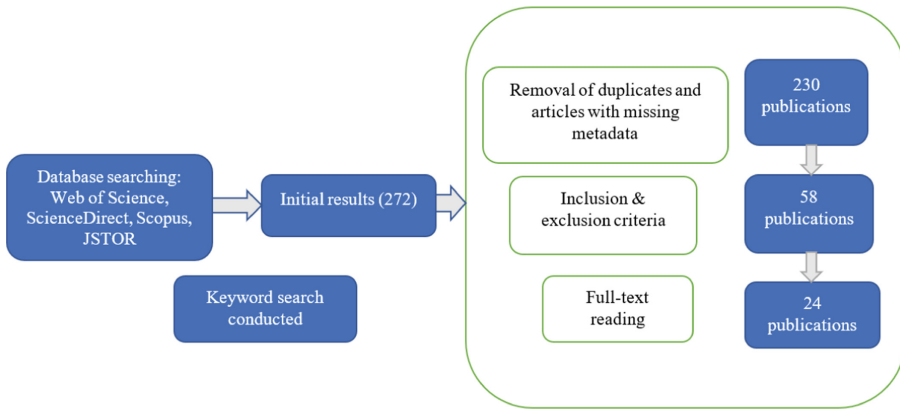 Database searching:
Web of Science,
ScienceDirect, Scopus,
JSTOR
Initial results (272)
Keyword search
conducted
Removal of duplicates and
articles with missing
metadata
230
publications
Inclusion &
exclusion criteria
58
publications
Full-text
reading
24
publications